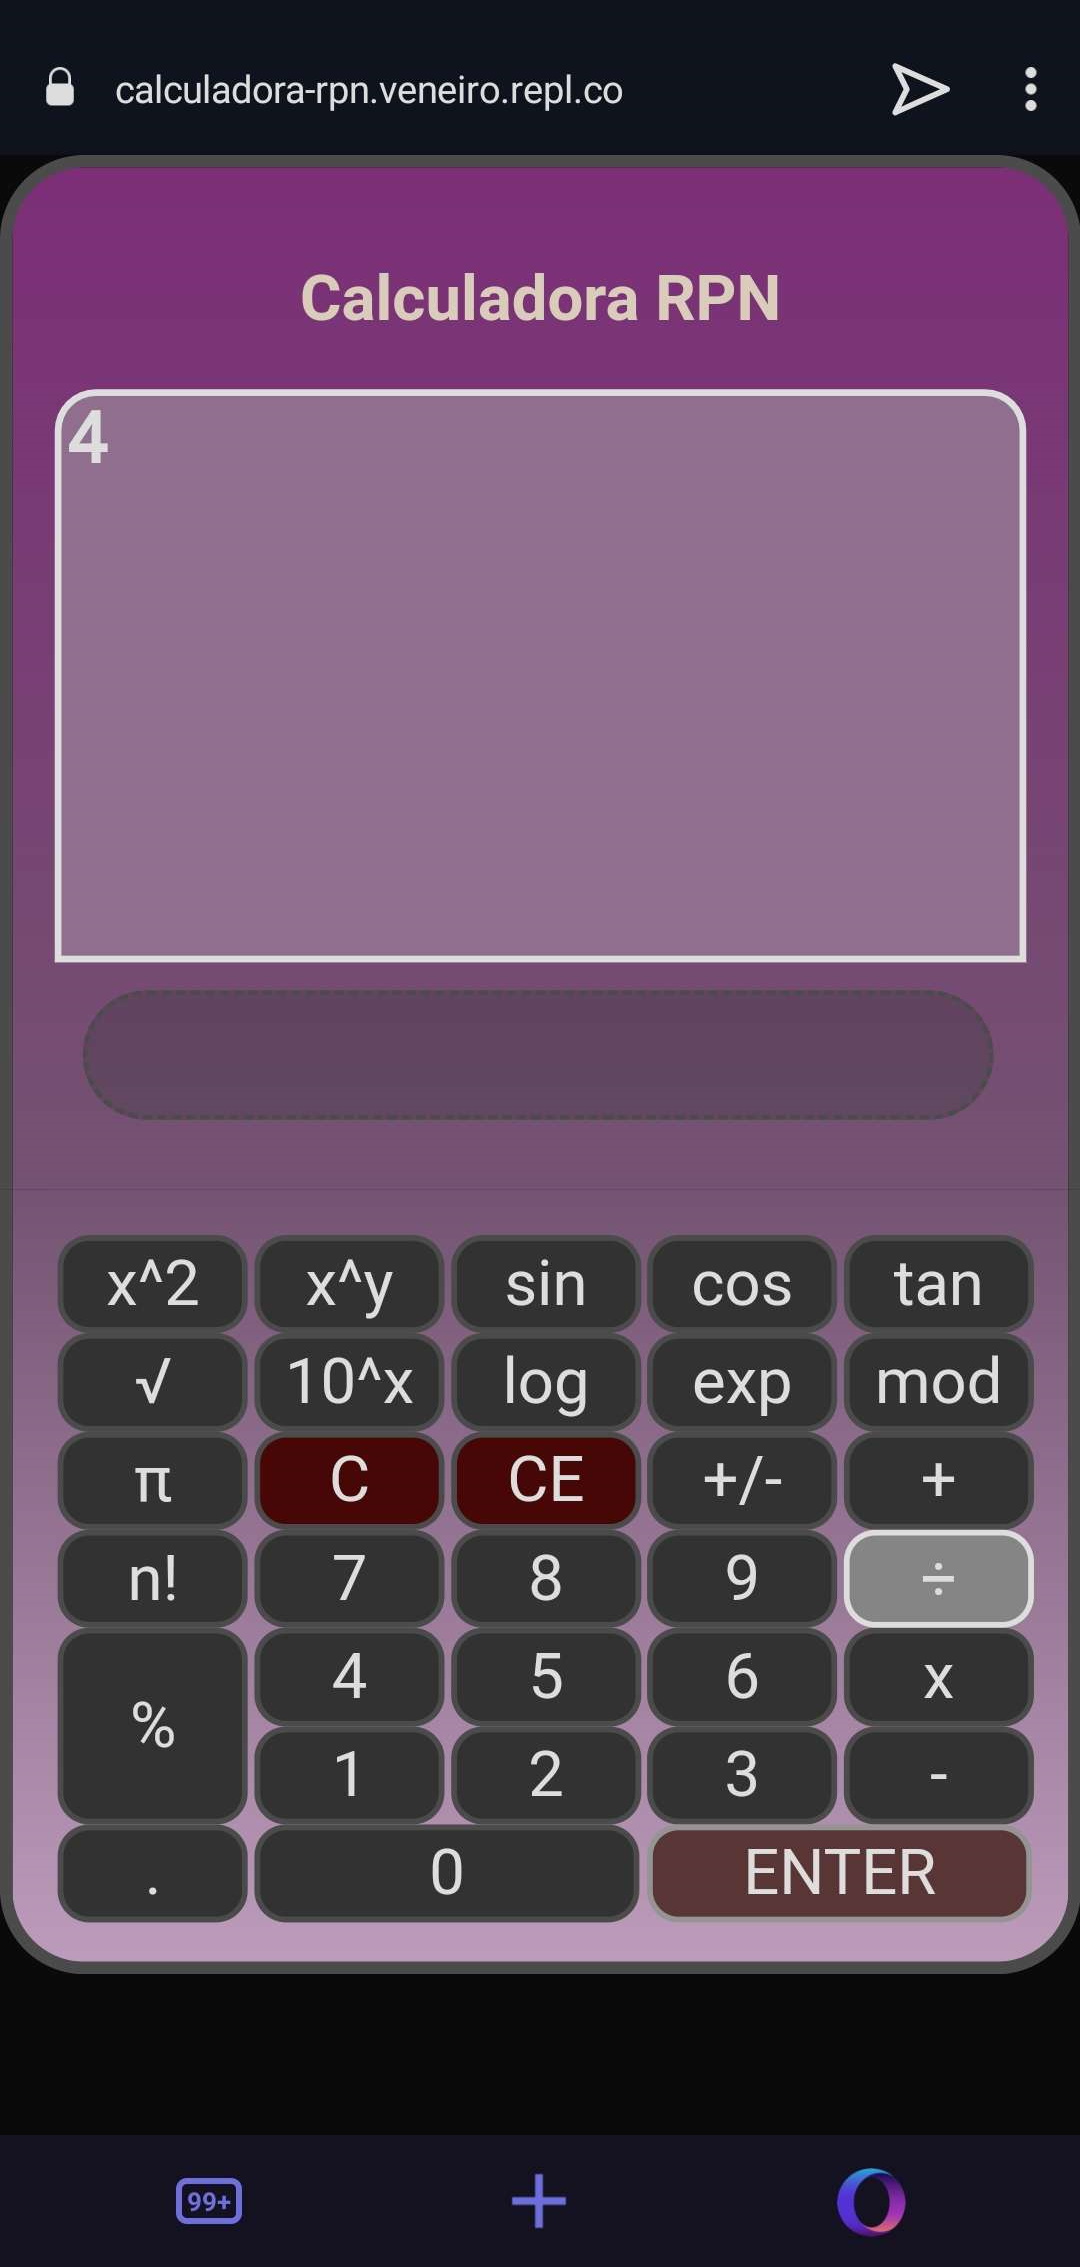 calculadora-rpn.veneiro.repl.co
Calculadora RPN
4
x^2 x^y sin cos tan
√ 10^x log exp mod
π C CE +/- +
n! 7 8 9 ÷
4 5 6 x
%
1 2 3 -
. 0 ENTER
99+